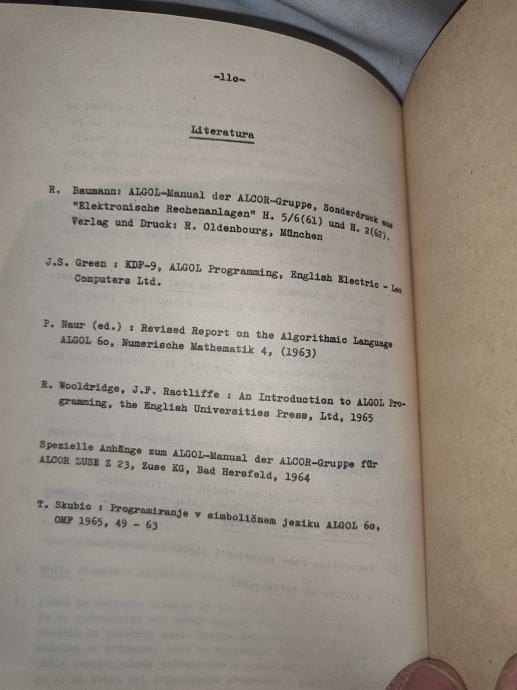 -11o-
Literatura
R. Baumann: ALGOL-Manual der ALCOR-Gruppe, Sonderdruck aus
"Elektronische Rechenanlagen" H. 5/6(61) und H. 2(62).
Verlag und Druck: R. Oldenbourg, München
J.S. Green : KDF-9, ALGOL Programming, English Electric - Leo
Computers Ltd.
P. Naur (ed.) : Revised Report on the Algorithmic Language
ALGOL 6o, Numerische Mathematik 4, (1963)
R. Wooldridge, J.F. Ractliffe : An Introduction to ALGOL Pro-
gramming, the English Universities Press, Ltd, 1965
Spezielle Anhänge zum ALGOL-Manual der ALCOR-Gruppe für
ALCOR ZUSE Z 23, Zuse KG, Bad Hersfeld, 1964
T. Skubic : Programiranje v simboličnem jeziku ALGOL 6o,
OMF 1965, 49 - 63